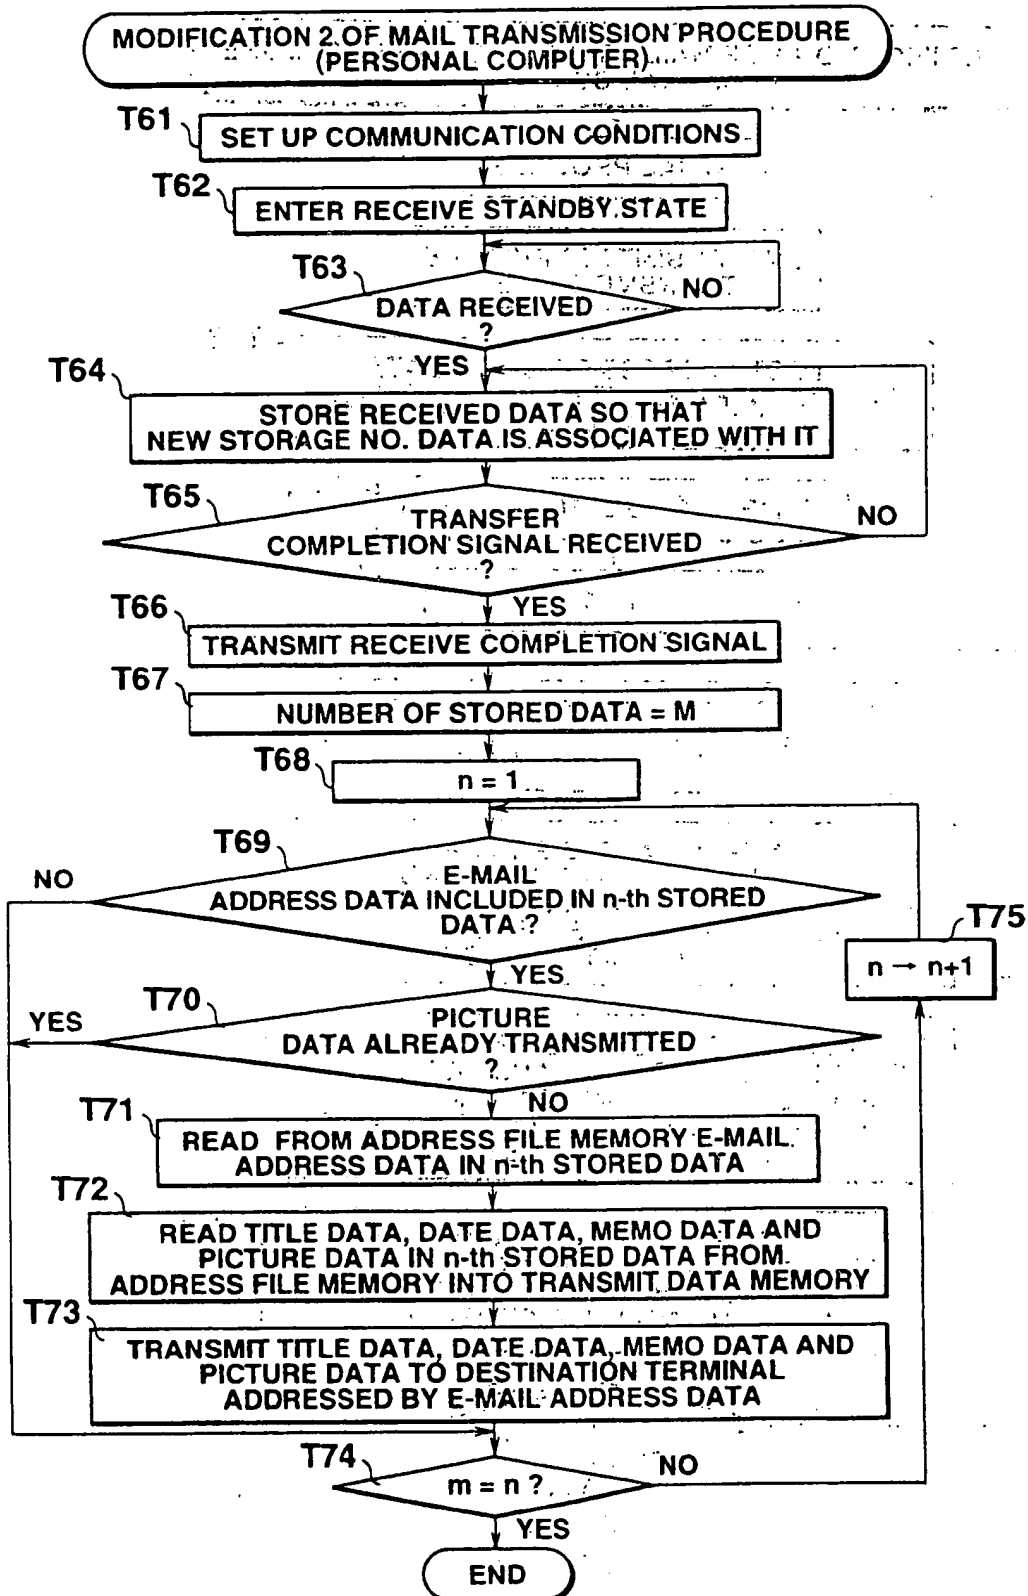 MODIFICATION 2 OF MAIL TRANSMISSION PROCEDURE
(PERSONAL COMPUTER)
T61
SET UP COMMUNICATION CONDITIONS
T62
ENTER RECEIVE STANDBY STATE
T63
NO
DATA RECEIVED
?
YES
T64
STORE RECEIVED DATA SO THAT
NEW STORAGE NO. DATA IS ASSOCIATED WITH IT
T65
TRANSFER
NO
COMPLETION SIGNAL RECEIVED
?
YES
T66
TRANSMIT RECEIVE COMPLETION SIGNAL
T67
NUMBER OF STORED DATA = M
T68
n = 1
T69
NO
E-MAIL
ADDRESS DATA INCLUDED IN n-th STORED
DATA ?
T75
n → n+1
YES
T70
YES
PICTURE
DATA ALREADY TRANSMITTED
?
NO
T71
READ FROM ADDRESS FILE MEMORY E-MAIL
ADDRESS DATA IN n-th STORED DATA
T72
READ TITLE DATA, DATE DATA, MEMO DATA AND
PICTURE DATA IN n-th STORED DATA FROM
ADDRESS FILE MEMORY INTO TRANSMIT DATA MEMORY
T73
TRANSMIT TITLE DATA, DATE DATA, MEMO DATA AND
PICTURE DATA TO DESTINATION TERMINAL
ADDRESSED BY E-MAIL ADDRESS DATA
T74
NO
m = n ?
YES
END